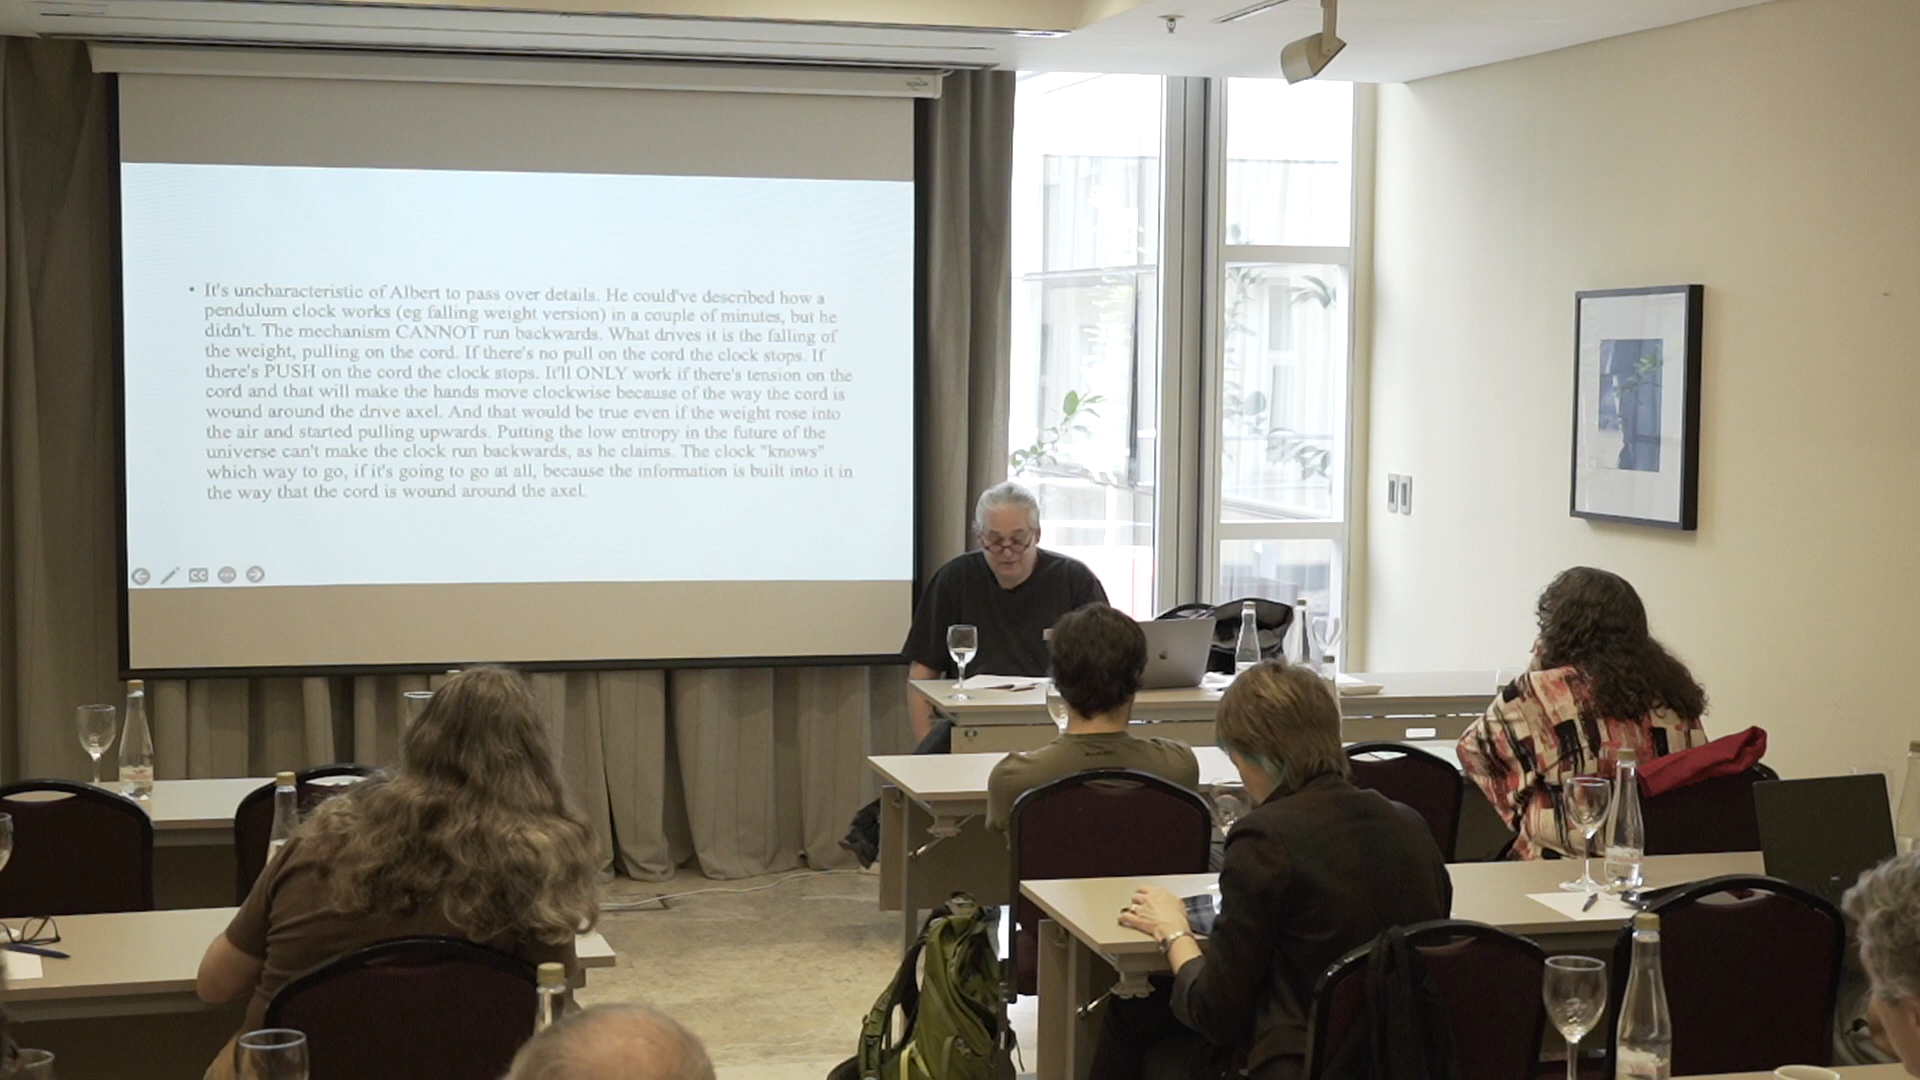 • It's uncharacteristic of Albert to pass over details. He could've described how a
pendulum clock works (eg falling weight version) in a couple of minutes, but he
didn't. The mechanism CANNOT run backwards. What drives it is the falling of
the weight, pulling on the cord. If there's no pull on the cord the clock stops. If
there's PUSH on the cord the clock stops. It'll ONLY work if there's tension on the
cord and that will make the hands move clockwise because of the way the cord is
wound around the drive axel. And that would be true even if the weight rose into
the air and started pulling upwards. Putting the low entropy in the future of the
universe can't make the clock run backwards, as he claims. The clock "knows"
which way to go, if it's going to go at all, because the information is built into it in
the way that the cord is wound around the axel.
CC